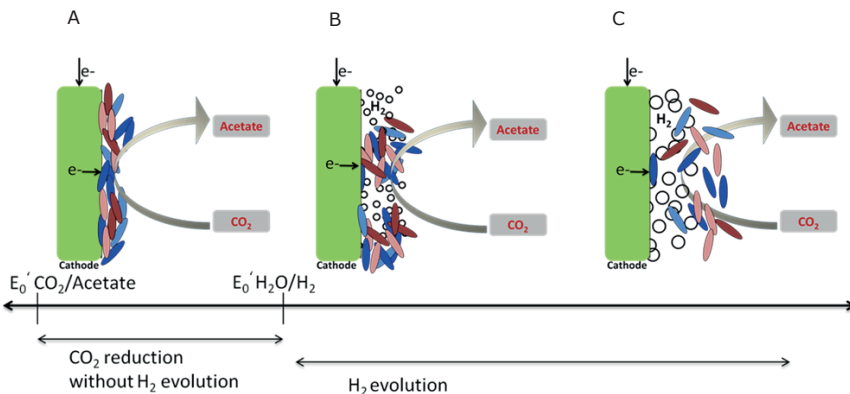 A
B
C
e-
e-
e-
H₂
H₂
Acetate
Acetate
Acetate
e-
e-
e-
CO₂
CO₂
CO₂
Cathode
Cathode
Cathode
E₀´CO₂/Acetate
E₀´H₂O/H₂
CO₂ reduction
without H₂ evolution
H₂ evolution